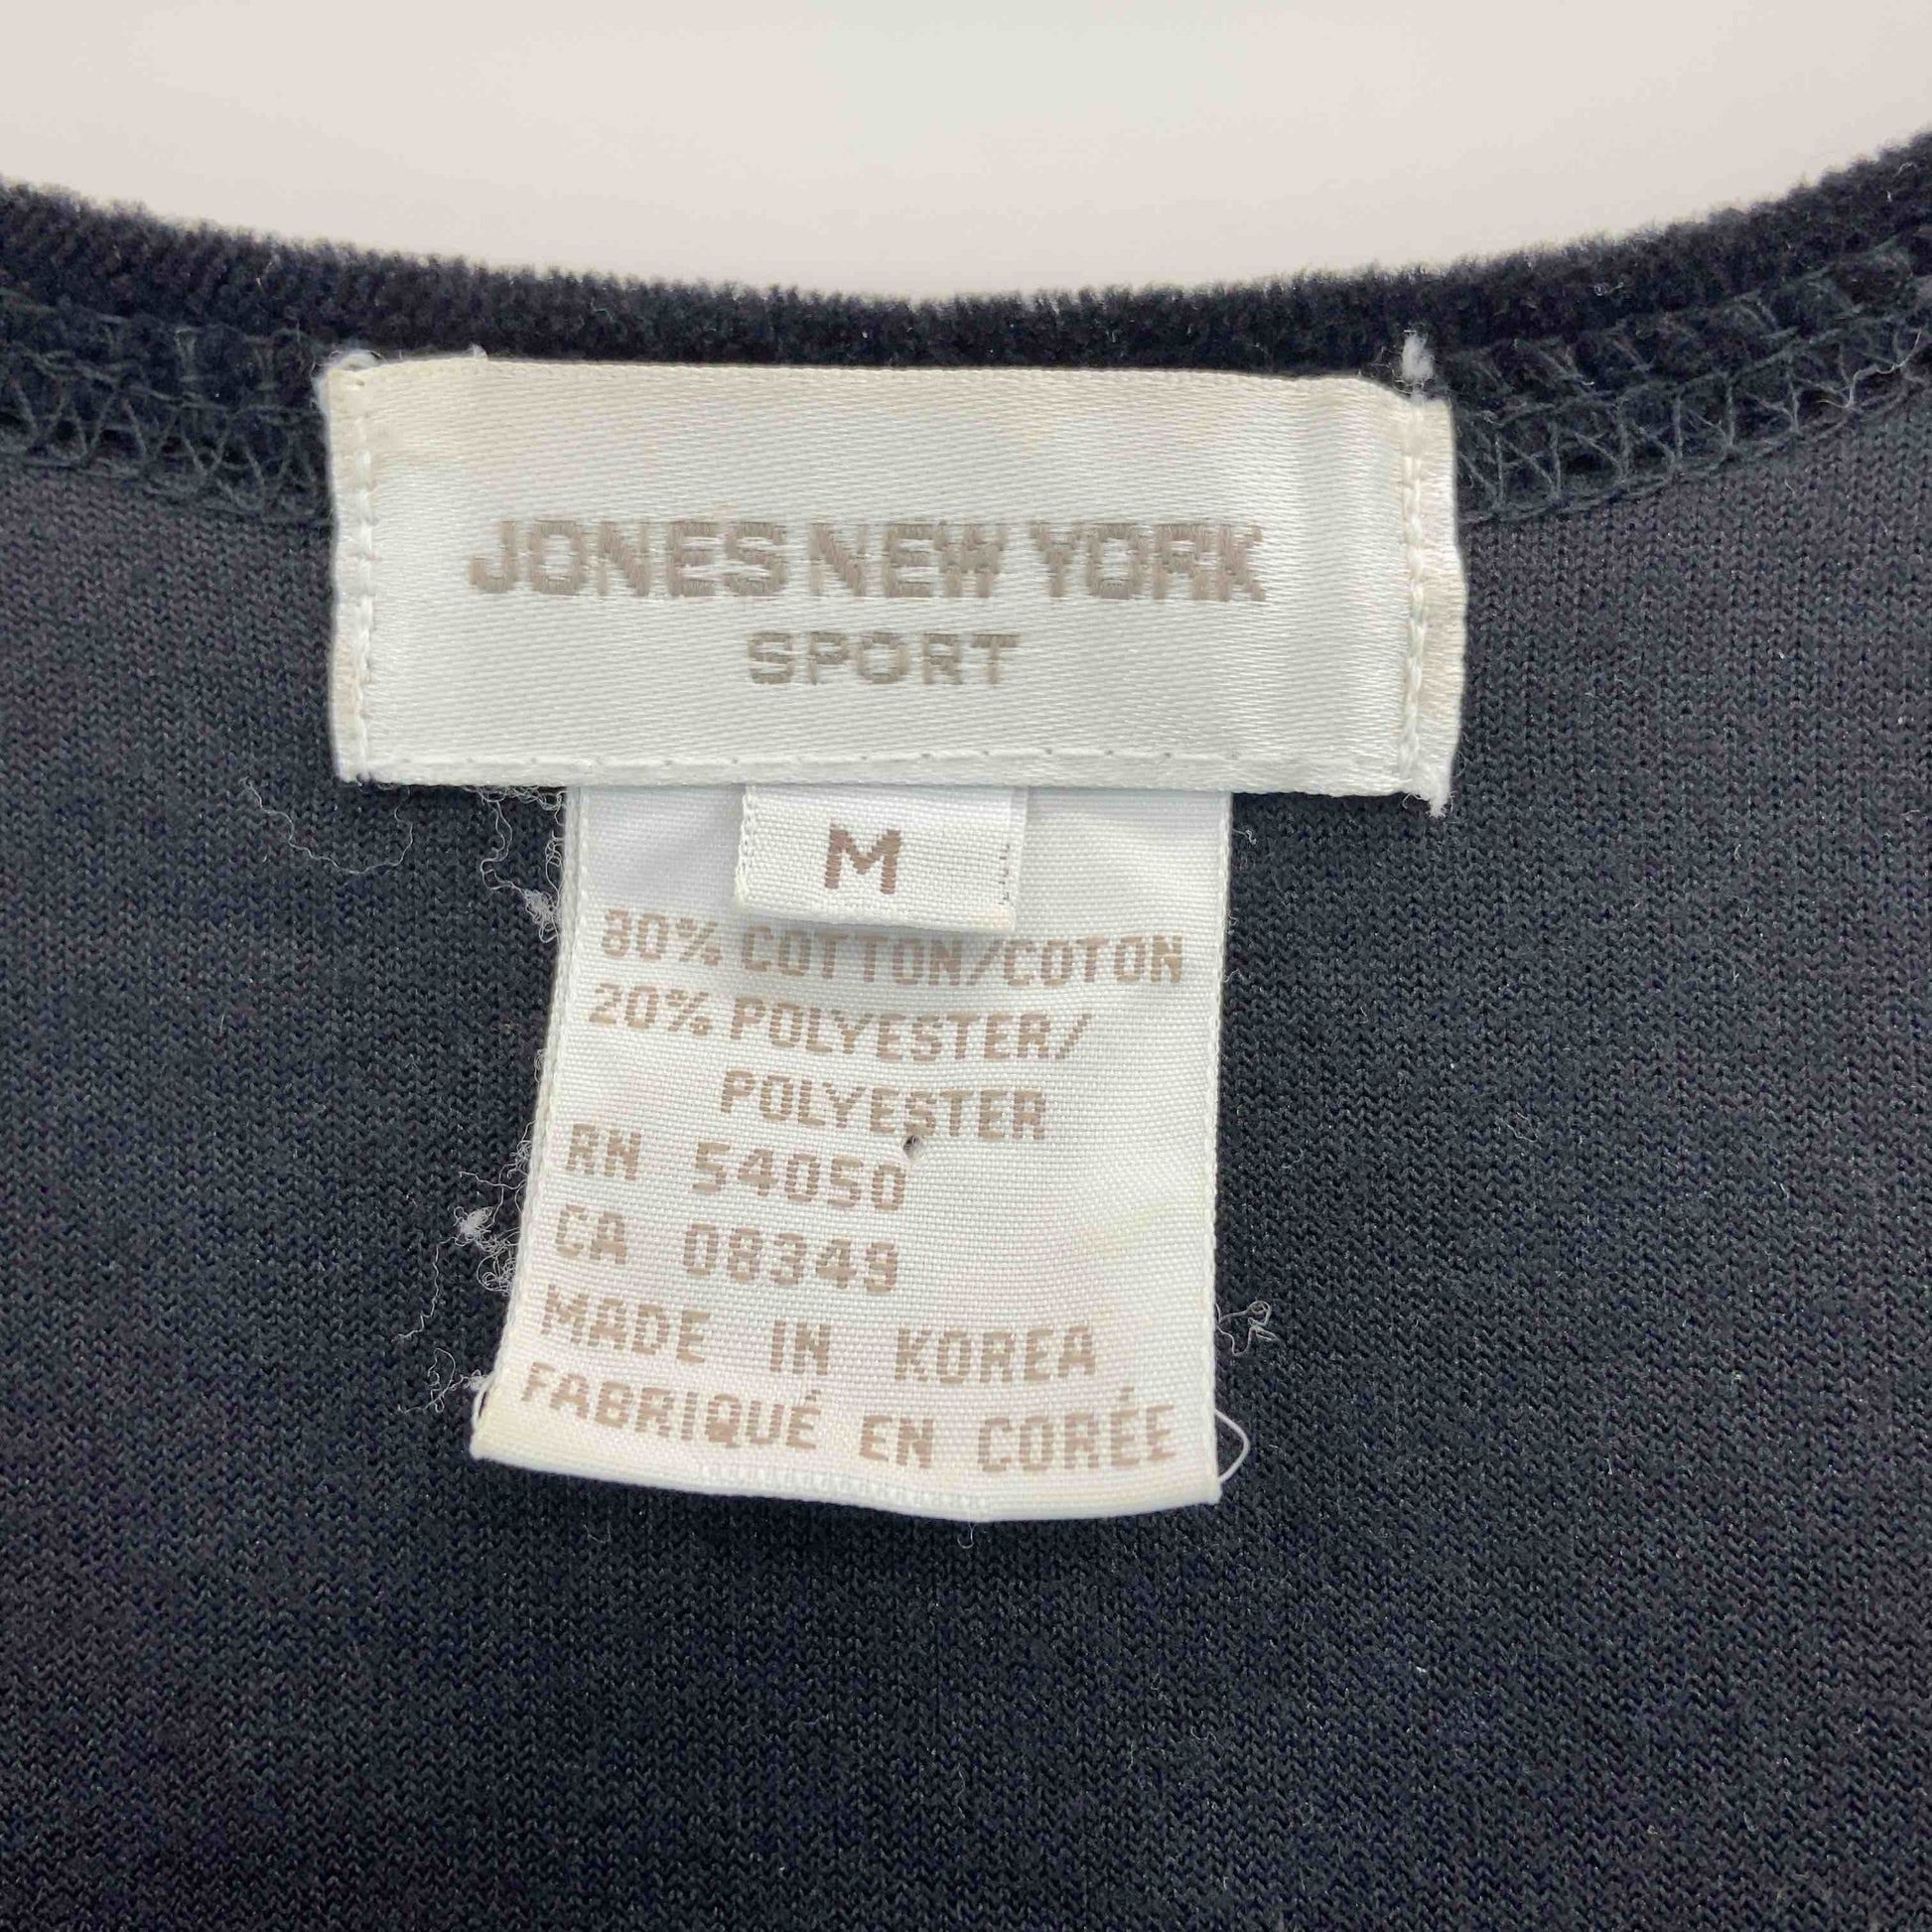 JONES NEW YORK
SPORT
M
80% COTTON/COTON
20% POLYESTER/
POLYESTER
RN 54050
CA 08349
MADE IN KOREA
FABRIQUÉ EN CORÉE